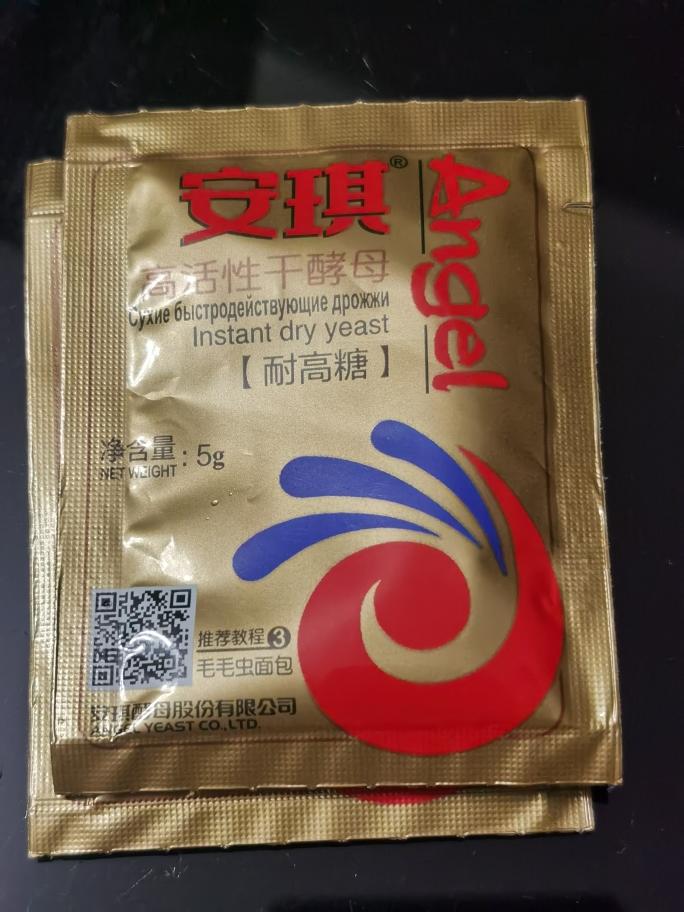 安琪®
Angel
高活性干酵母
Сухие быстродействующие дрожжи
Instant dry yeast
【耐高糖】
净含量：5g
NET WEIGHT
推荐教程3
毛毛虫面包
安琪酵母股份有限公司
ANGEL YEAST CO.,LTD.